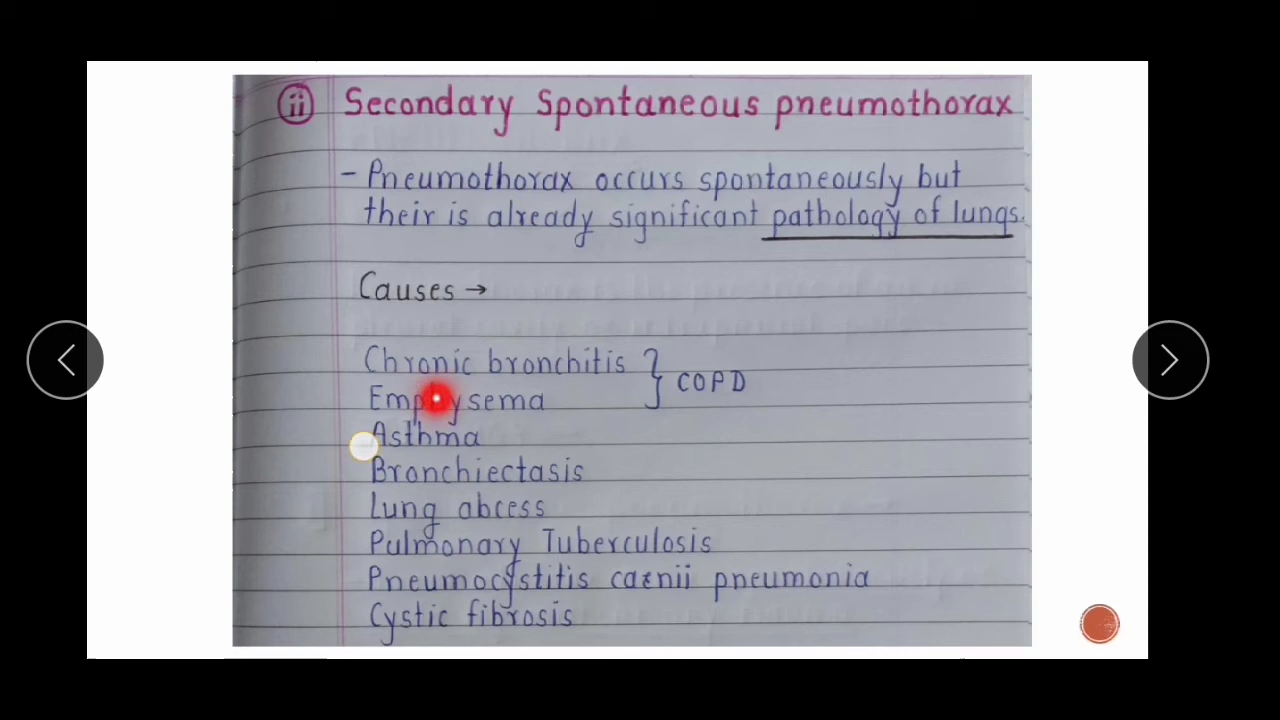 ii Secondary Spontaneous pneumothorax
- Pneumothorax occurs spontaneously but
their is already significant pathology of lungs.
Causes →
Chronic bronchitis } COPD
Emphysema
Asthma
Bronchiectasis
Lung abcess
Pulmonary Tuberculosis
Pneumocystitis carnii pneumonia
Cystic fibrosis